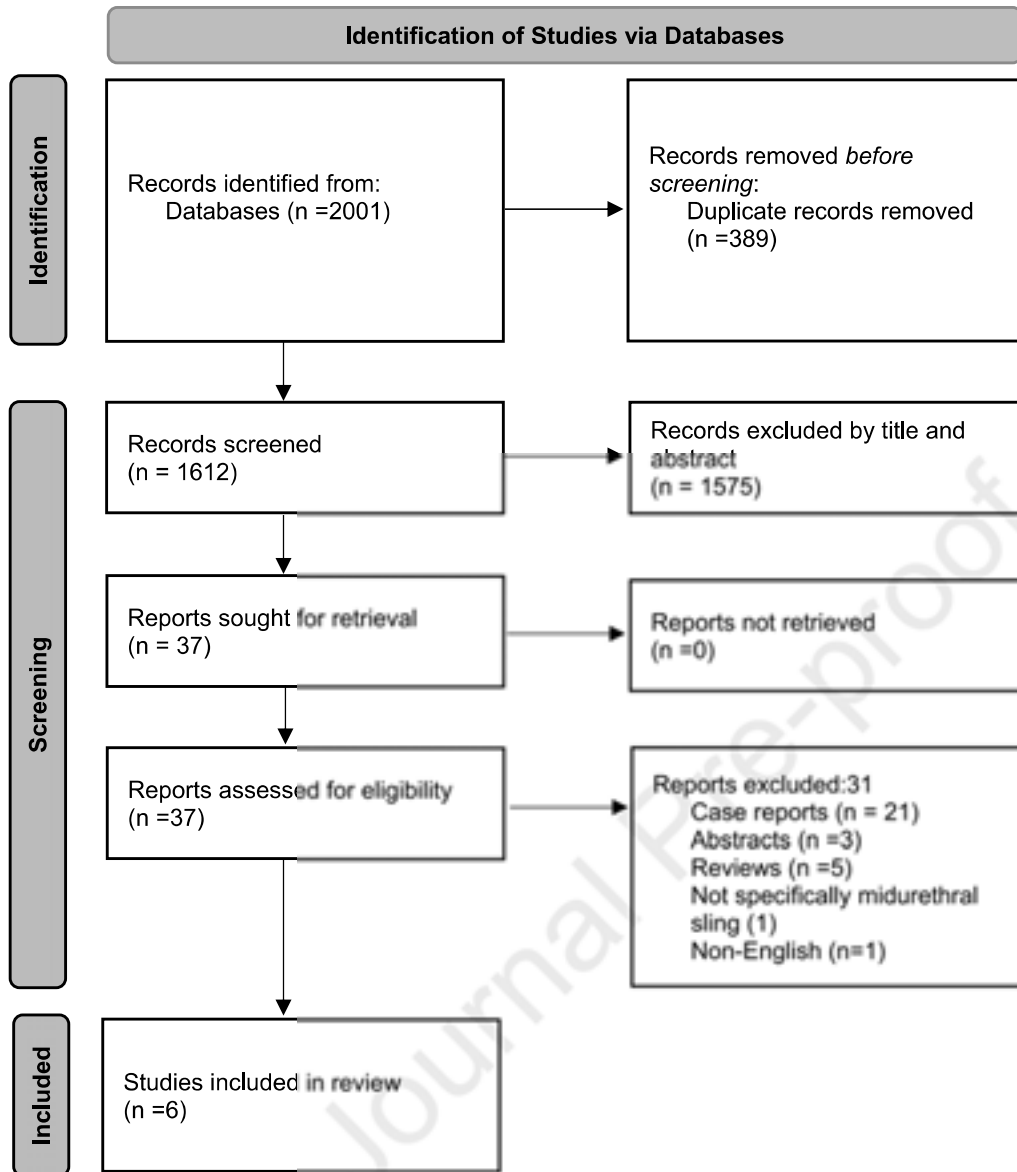 Identification of Studies via Databases
Identification
Records identified from:
Databases (n =2001)
Records removed before
screening:
Duplicate records removed
(n =389)
Screening
Records screened
(n = 1612)
Records excluded by title and
abstract
(n = 1575)
Reports sought for retrieval
(n = 37)
Reports not retrieved
(n =0)
Reports assessed for eligibility
(n =37)
Reports excluded:31
Case reports (n = 21)
Abstracts (n =3)
Reviews (n =5)
Not specifically midurethral
sling (1)
Non-English (n=1)
Included
Studies included in review
(n =6)
Journal Pre-proof